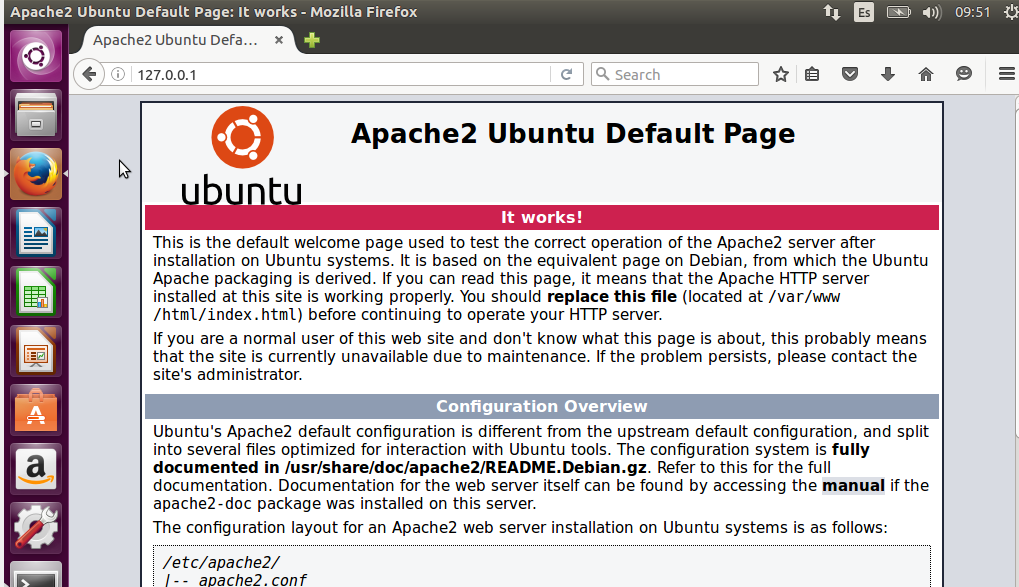 Apache2 Ubuntu Default Page: It works - Mozilla Firefox
Es
09:51
Apache2 Ubuntu Defa...
127.0.0.1
Search
ubuntu
Apache2 Ubuntu Default Page
It works!
This is the default welcome page used to test the correct operation of the Apache2 server after
installation on Ubuntu systems. It is based on the equivalent page on Debian, from which the Ubuntu
Apache packaging is derived. If you can read this page, it means that the Apache HTTP server
installed at this site is working properly. You should replace this file (located at /var/www
/html/index.html) before continuing to operate your HTTP server.
If you are a normal user of this web site and don't know what this page is about, this probably means
that the site is currently unavailable due to maintenance. If the problem persists, please contact the
site's administrator.
Configuration Overview
Ubuntu's Apache2 default configuration is different from the upstream default configuration, and split
into several files optimized for interaction with Ubuntu tools. The configuration system is fully
documented in /usr/share/doc/apache2/README.Debian.gz. Refer to this for the full
documentation. Documentation for the web server itself can be found by accessing the manual if the
apache2-doc package was installed on this server.
The configuration layout for an Apache2 web server installation on Ubuntu systems is as follows:
/etc/apache2/
|-- apache2.conf